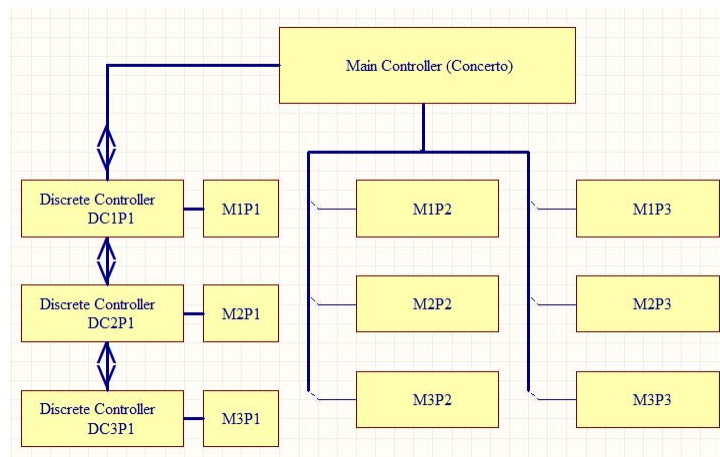 Main Controller (Concerto)
Discrete Controller
DC1P1
M1P1
M1P2
M1P3
Discrete Controller
DC2P1
M2P1
M2P2
M2P3
Discrete Controller
DC3P1
M3P1
M3P2
M3P3